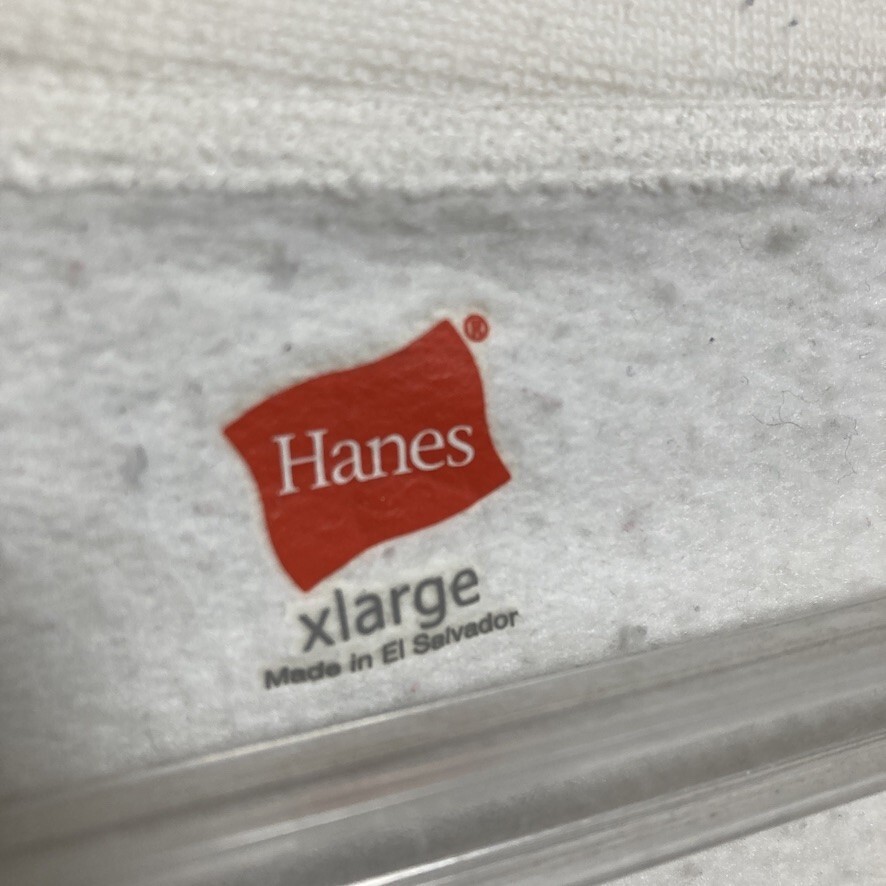 Hanes®
xlarge
Made in El Salvador